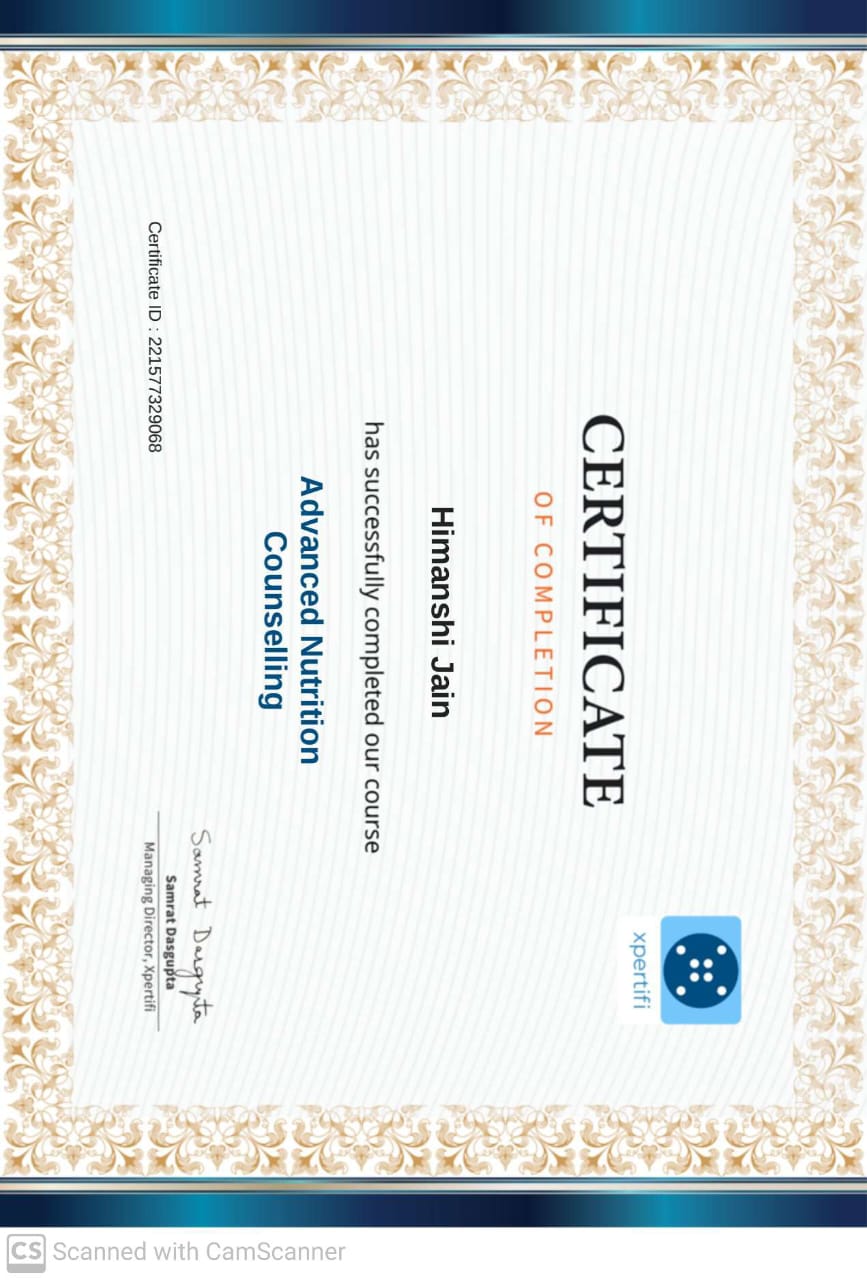 xpertifi
CERTIFICATE
OF COMPLETION
Himanshi Jain
has successfully completed our course
Advanced Nutrition
Counselling
Samrat Dasgupta
Samrat Dasgupta
Managing Director, Xpertifi
Certificate ID : 221577329068
CS Scanned with CamScanner